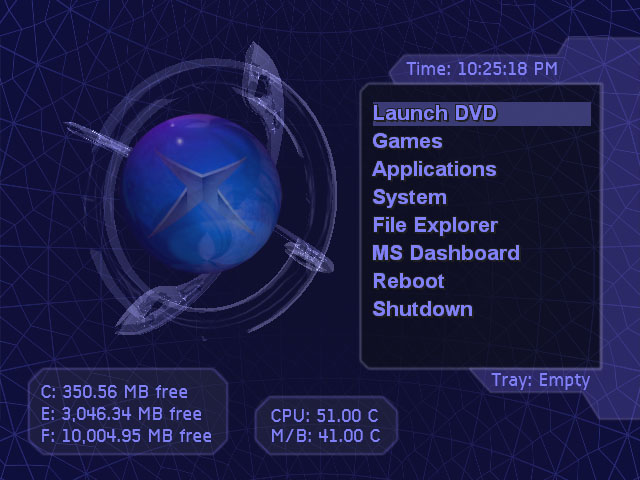 Time: 10:25:18 PM
Launch DVD
Games
Applications
System
File Explorer
MS Dashboard
Reboot
Shutdown
Tray: Empty
C: 350.56 MB free
E: 3,046.34 MB free
F: 10,004.95 MB free
CPU: 51.00 C
M/B: 41.00 C